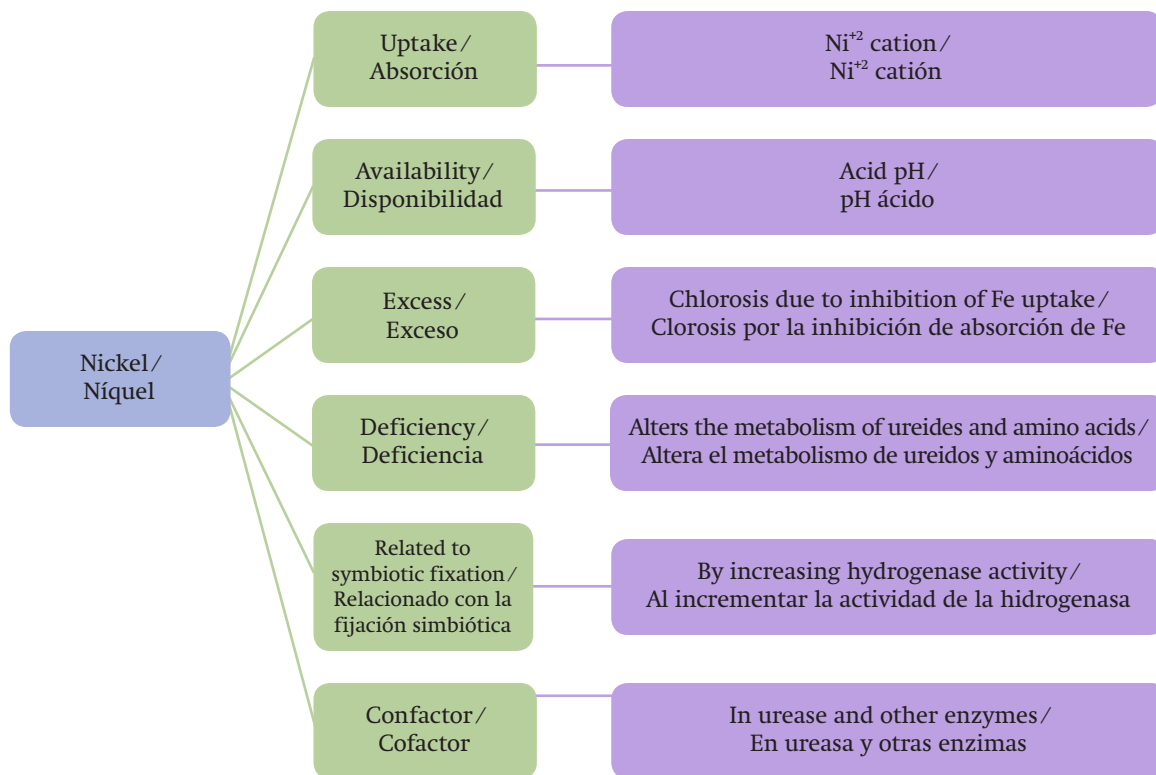 Nickel/
Níquel
Uptake/
Absorción
Ni⁺² cation/
Ni⁺² catión
Availability/
Disponibilidad
Acid pH/
pH ácido
Excess/
Exceso
Chlorosis due to inhibition of Fe uptake/
Clorosis por la inhibición de absorción de Fe
Deficiency/
Deficiencia
Alters the metabolism of ureides and amino acids/
Altera el metabolismo de ureidos y aminoácidos
Related to
symbiotic fixation/
Relacionado con la
fijación simbiótica
By increasing hydrogenase activity/
Al incrementar la actividad de la hidrogenasa
Confactor/
Cofactor
In urease and other enzymes/
En ureasa y otras enzimas